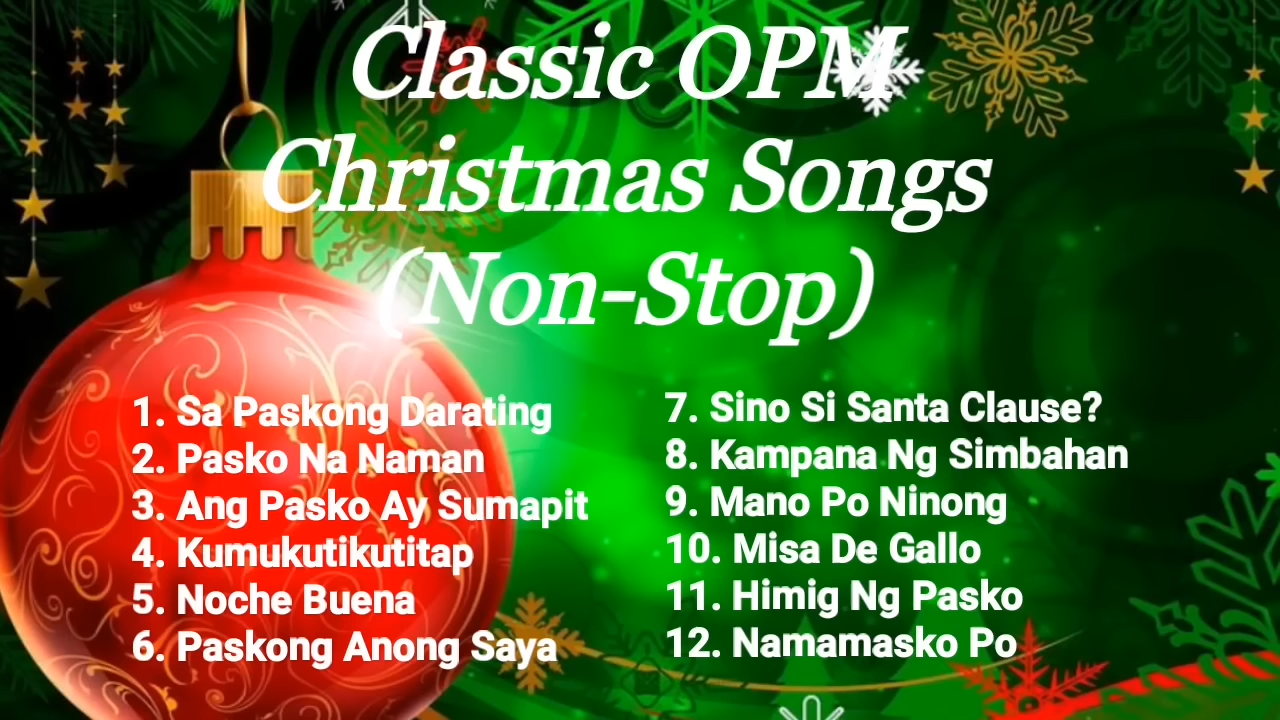 Classic OPM
Christmas Songs
(Non-Stop)
1. Sa Paskong Darating
2. Pasko Na Naman
3. Ang Pasko Ay Sumapit
4. Kumukutikutitap
5. Noche Buena
6. Paskong Anong Saya
7. Sino Si Santa Clause?
8. Kampana Ng Simbahan
9. Mano Po Ninong
10. Misa De Gallo
11. Himig Ng Pasko
12. Namamasko Po